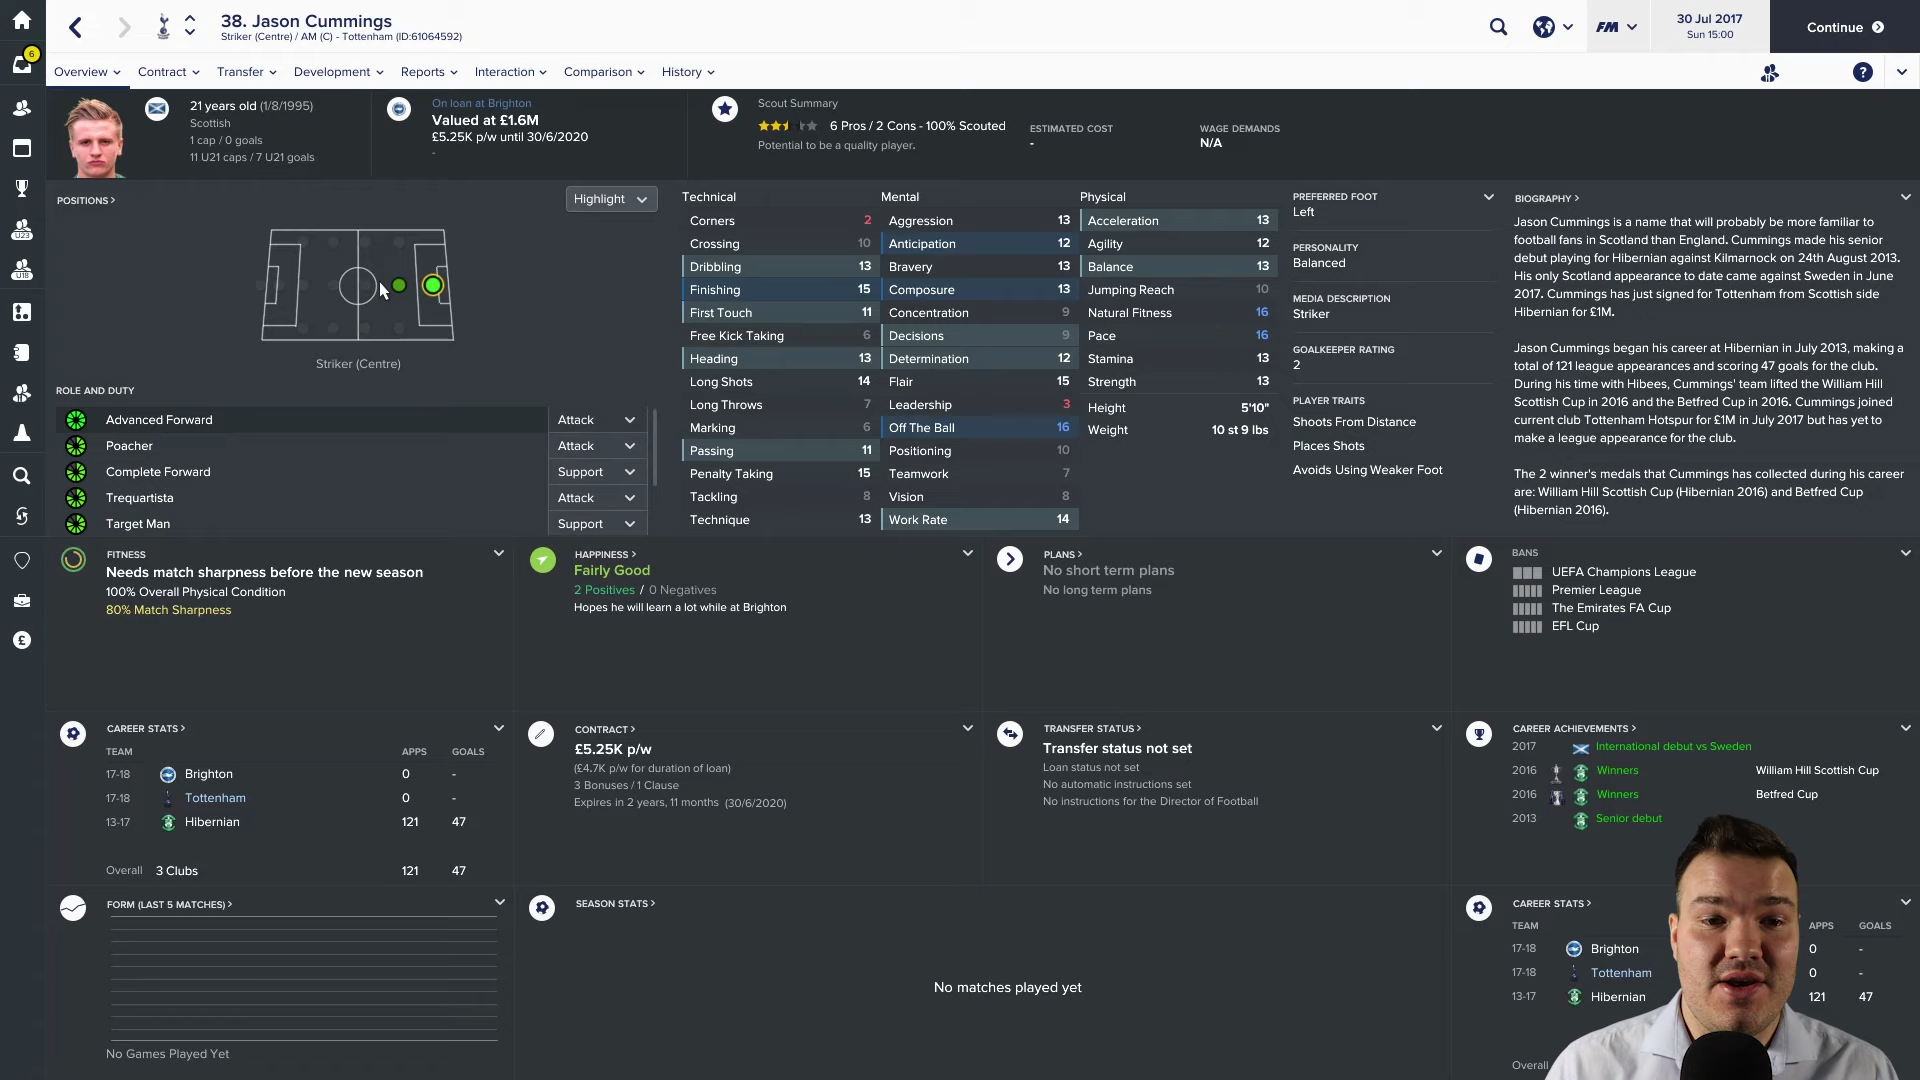 6
38. Jason Cummings
Striker (Centre) / AM (C) - Tottenham (ID:61064592)
FM
30 Jul 2017
Sun 15:00
Continue
Overview
Contract
Transfer
Development
Reports
Interaction
Comparison
History
?
21 years old (1/8/1995)
Scottish
1 cap / 0 goals
11 U21 caps / 7 U21 goals
On loan at Brighton
Valued at £1.6M
£5.25K p/w until 30/6/2020
-
Scout Summary
6 Pros / 2 Cons - 100% Scouted
Potential to be a quality player.
ESTIMATED COST
-
WAGE DEMANDS
N/A
U23
U18
£
POSITIONS >
Highlight
Striker (Centre)
ROLE AND DUTY
Advanced Forward Attack
Poacher Attack
Complete Forward Support
Trequartista Attack
Target Man Support
Technical
Corners 2
Crossing 10
Dribbling 13
Finishing 15
First Touch 11
Free Kick Taking 6
Heading 13
Long Shots 14
Long Throws 7
Marking 6
Passing 11
Penalty Taking 15
Tackling 8
Technique 13
Mental
Aggression 13
Anticipation 12
Bravery 13
Composure 13
Concentration 9
Decisions 9
Determination 12
Flair 15
Leadership 3
Off The Ball 16
Positioning 10
Teamwork 7
Vision 8
Work Rate 14
Physical
Acceleration 13
Agility 12
Balance 13
Jumping Reach 10
Natural Fitness 16
Pace 16
Stamina 13
Strength 13
Height 5'10"
Weight 10 st 9 lbs
PREFERRED FOOT
Left
PERSONALITY
Balanced
MEDIA DESCRIPTION
Striker
GOALKEEPER RATING
2
PLAYER TRAITS
Shoots From Distance
Places Shots
Avoids Using Weaker Foot
BIOGRAPHY >
Jason Cummings is a name that will probably be more familiar to
football fans in Scotland than England. Cummings made his senior
debut playing for Hibernian against Kilmarnock on 24th August 2013.
His only Scotland appearance to date came against Sweden in June
2017. Cummings has just signed for Tottenham from Scottish side
Hibernian for £1M.
Jason Cummings began his career at Hibernian in July 2013, making a
total of 121 league appearances and scoring 47 goals for the club.
During his time with Hibees, Cummings' team lifted the William Hill
Scottish Cup in 2016 and the Betfred Cup in 2016. Cummings joined
current club Tottenham Hotspur for £1M in July 2017 but has yet to
make a league appearance for the club.
The 2 winner's medals that Cummings has collected during his career
are: William Hill Scottish Cup (Hibernian 2016) and Betfred Cup
(Hibernian 2016).
FITNESS
Needs match sharpness before the new season
100% Overall Physical Condition
80% Match Sharpness
HAPPINESS >
Fairly Good
2 Positives / 0 Negatives
Hopes he will learn a lot while at Brighton
PLANS >
No short term plans
No long term plans
BANS
UEFA Champions League
Premier League
The Emirates FA Cup
EFL Cup
CAREER STATS >
TEAM APPS GOALS
17-18 Brighton 0 -
17-18 Tottenham 0 -
13-17 Hibernian 121 47
Overall 3 Clubs 121 47
CONTRACT >
£5.25K p/w
(£4.7K p/w for duration of loan)
3 Bonuses / 1 Clause
Expires in 2 years, 11 months (30/6/2020)
TRANSFER STATUS >
Transfer status not set
Loan status not set
No automatic instructions set
No instructions for the Director of Football
CAREER ACHIEVEMENTS >
2017 International debut vs Sweden
2016 Winners William Hill Scottish Cup
2016 Winners Betfred Cup
2013 Senior debut
FORM (LAST 5 MATCHES) >
No Games Played Yet
SEASON STATS >
No matches played yet
CAREER STATS >
TEAM APPS GOALS
17-18 Brighton 0 -
17-18 Tottenham 0 -
13-17 Hibernian 121 47
Overall